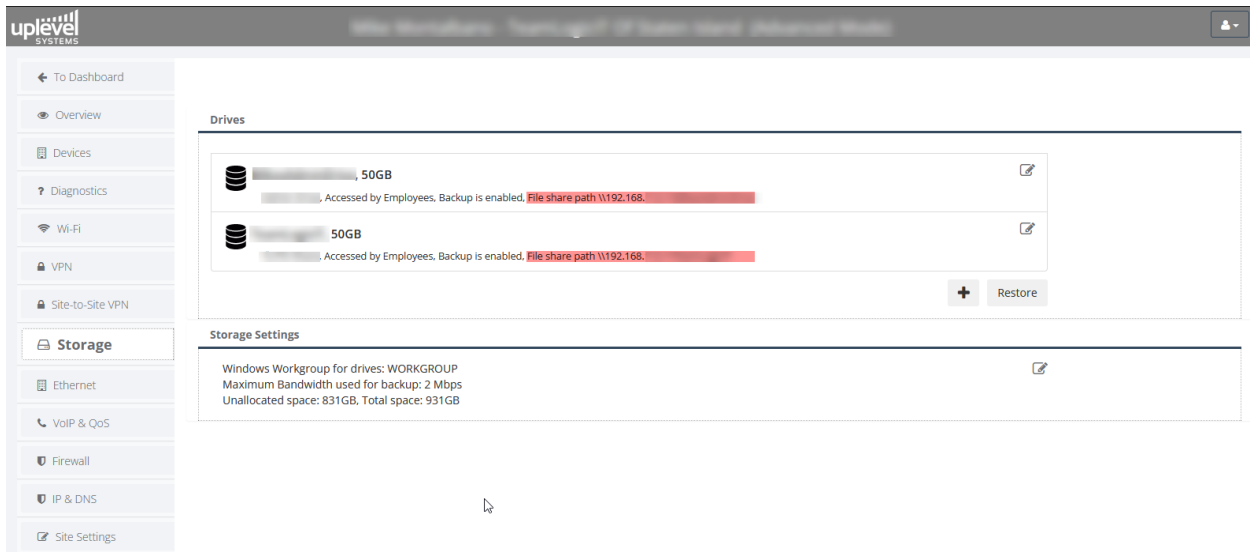 uplevel
SYSTEMS
To Dashboard
Overview
Devices
Diagnostics
Wi-Fi
VPN
Site-to-Site VPN
Storage
Ethernet
VoIP & QoS
Firewall
IP & DNS
Site Settings
Drives
, 50GB
, Accessed by Employees, Backup is enabled, File share path \\192.168.
50GB
, Accessed by Employees, Backup is enabled, File share path \\192.168.
Restore
Storage Settings
Windows Workgroup for drives: WORKGROUP
Maximum Bandwidth used for backup: 2 Mbps
Unallocated space: 831GB, Total space: 931GB